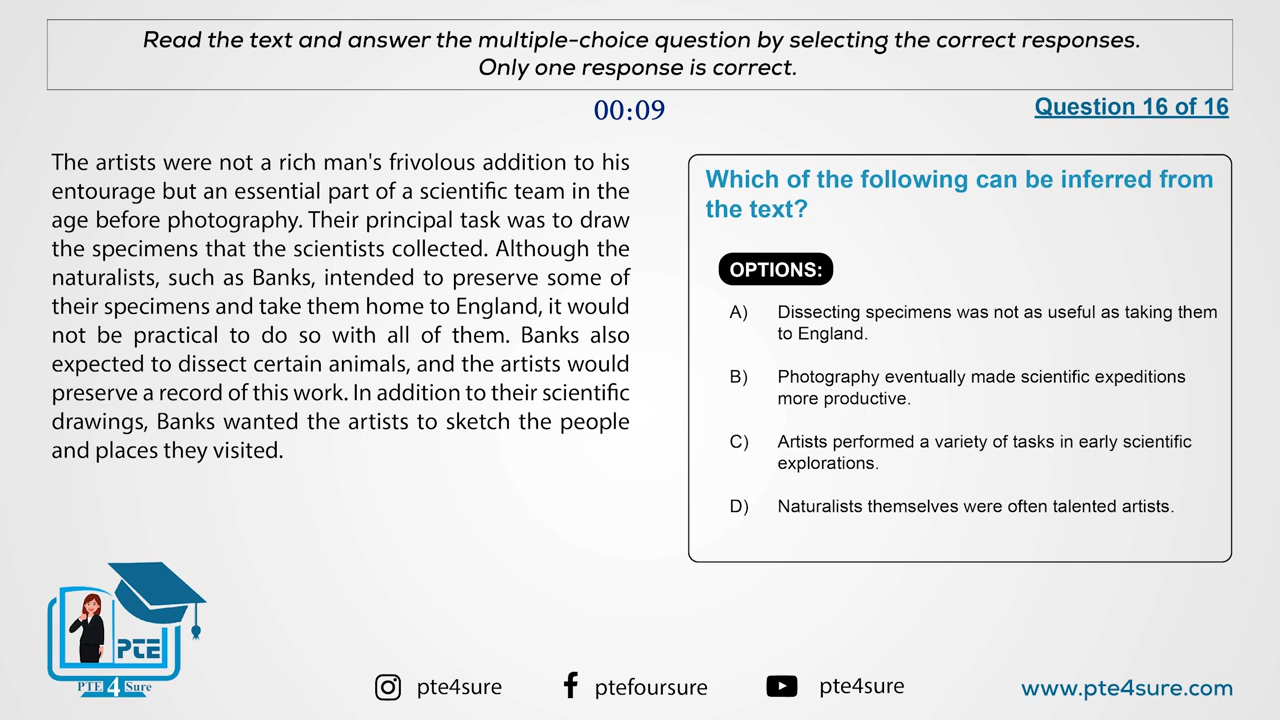 Read the text and answer the multiple-choice question by selecting the correct responses.
Only one response is correct.
00:09
Question 16 of 16
The artists were not a rich man's frivolous addition to his
entourage but an essential part of a scientific team in the
age before photography. Their principal task was to draw
the specimens that the scientists collected. Although the
naturalists, such as Banks, intended to preserve some of
their specimens and take them home to England, it would
not be practical to do so with all of them. Banks also
expected to dissect certain animals, and the artists would
preserve a record of this work. In addition to their scientific
drawings, Banks wanted the artists to sketch the people
and places they visited.
Which of the following can be inferred from
the text?
OPTIONS:
A) Dissecting specimens was not as useful as taking them
to England.
B) Photography eventually made scientific expeditions
more productive.
C) Artists performed a variety of tasks in early scientific
explorations.
D) Naturalists themselves were often talented artists.
PTE
PTE 4 Sure
pte4sure
ptefoursure
pte4sure
www.pte4sure.com